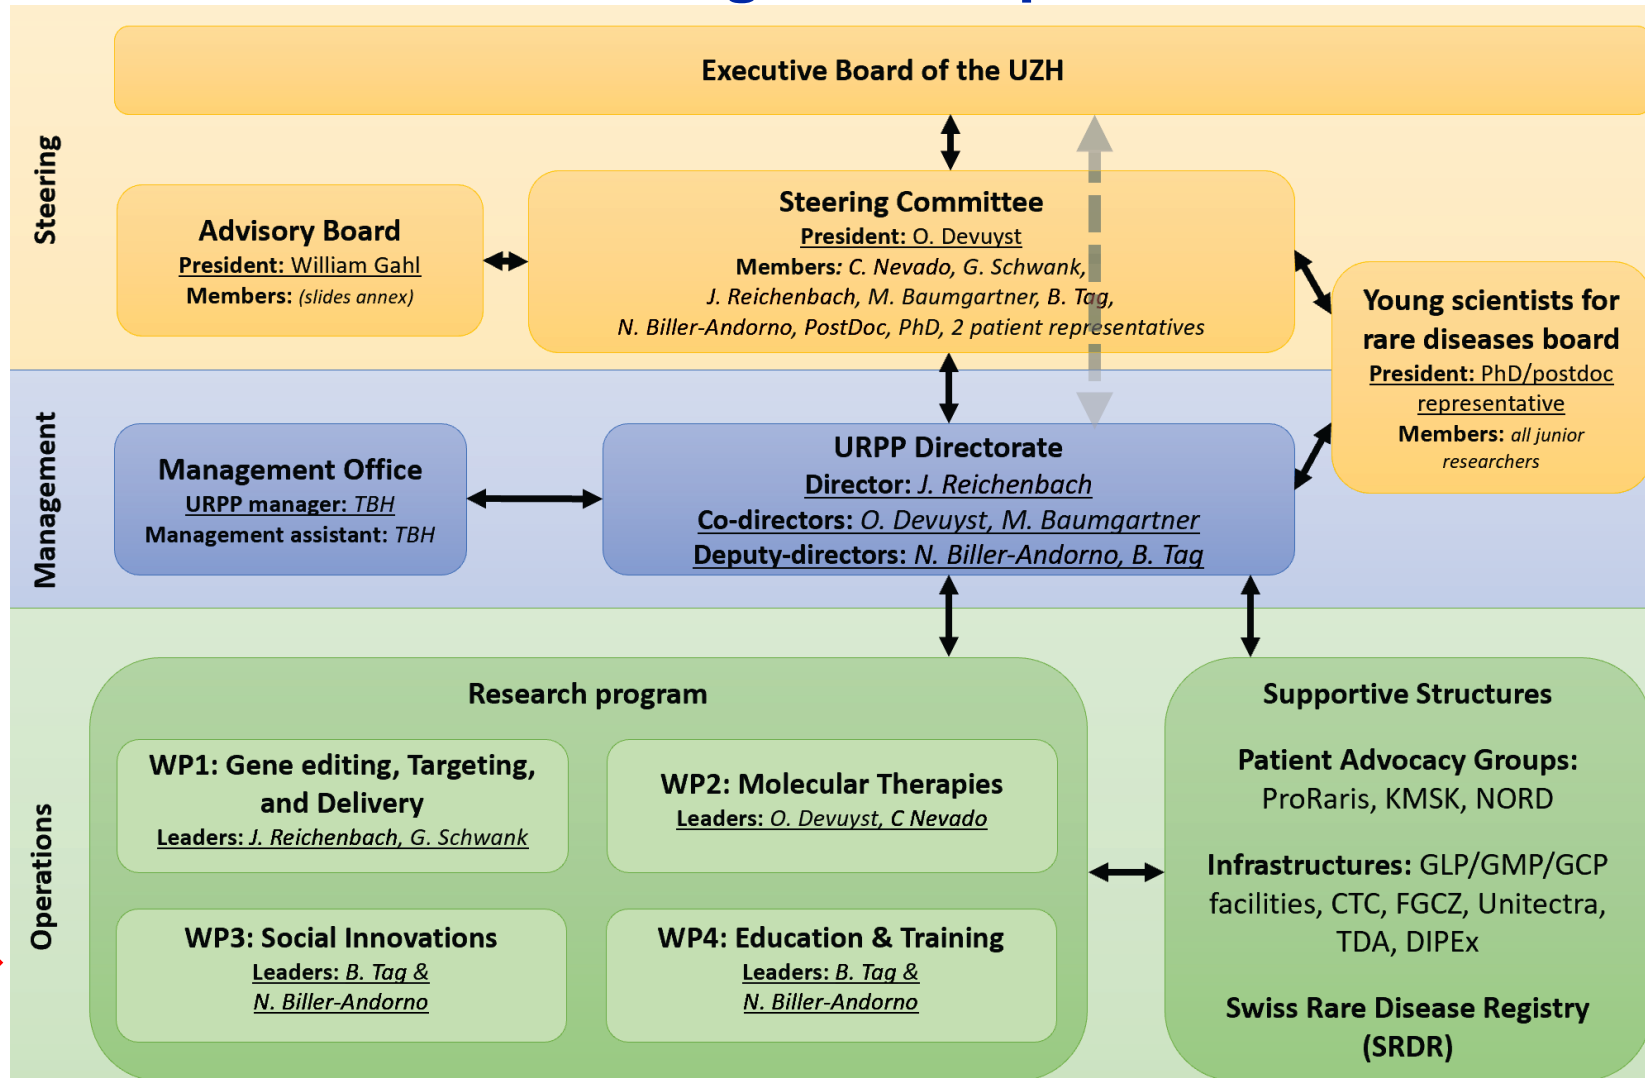 Executive Board of the UZH
Steering
Advisory Board
President: William Gahl
Members: (slides annex)
Steering Committee
President: O. Devuyst
Members: C. Nevado, G. Schwank,
J. Reichenbach, M. Baumgartner, B. Tag,
N. Biller-Andorno, PostDoc, PhD, 2 patient representatives
Young scientists for
rare diseases board
President: PhD/postdoc
representative
Members: all junior
researchers
Management
Management Office
URPP manager: TBH
Management assistant: TBH
URPP Directorate
Director: J. Reichenbach
Co-directors: O. Devuyst, M. Baumgartner
Deputy-directors: N. Biller-Andorno, B. Tag
Operations
Research program
WP1: Gene editing, Targeting,
and Delivery
Leaders: J. Reichenbach, G. Schwank
WP2: Molecular Therapies
Leaders: O. Devuyst, C Nevado
WP3: Social Innovations
Leaders: B. Tag &
N. Biller-Andorno
WP4: Education & Training
Leaders: B. Tag &
N. Biller-Andorno
Supportive Structures
Patient Advocacy Groups:
ProRaris, KMSK, NORD
Infrastructures: GLP/GMP/GCP
facilities, CTC, FGCZ, Unitectra,
TDA, DIPEx
Swiss Rare Disease Registry
(SRDR)